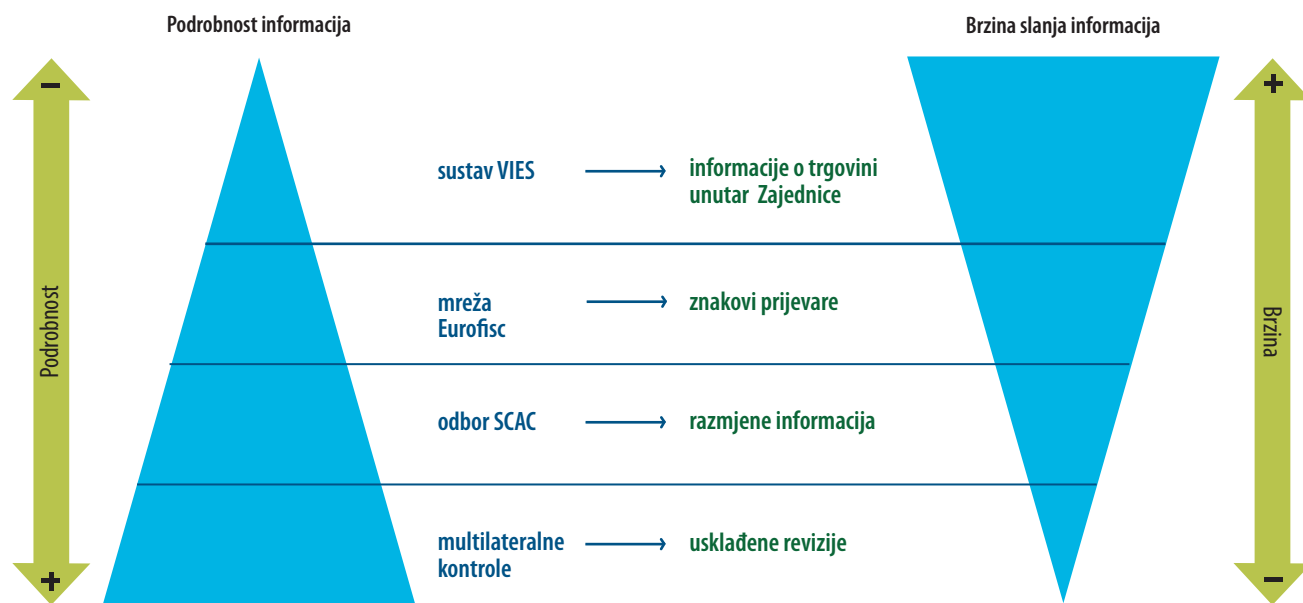 Podrobnost informacija
Brzina slanja informacija
−
+
sustav VIES
informacije o trgovini
unutar Zajednice
Podrobnost
Brzina
mreža
Eurofisc
znakovi prijevare
odbor SCAC
razmjene informacija
multilateralne
kontrole
usklađene revizije
+
−